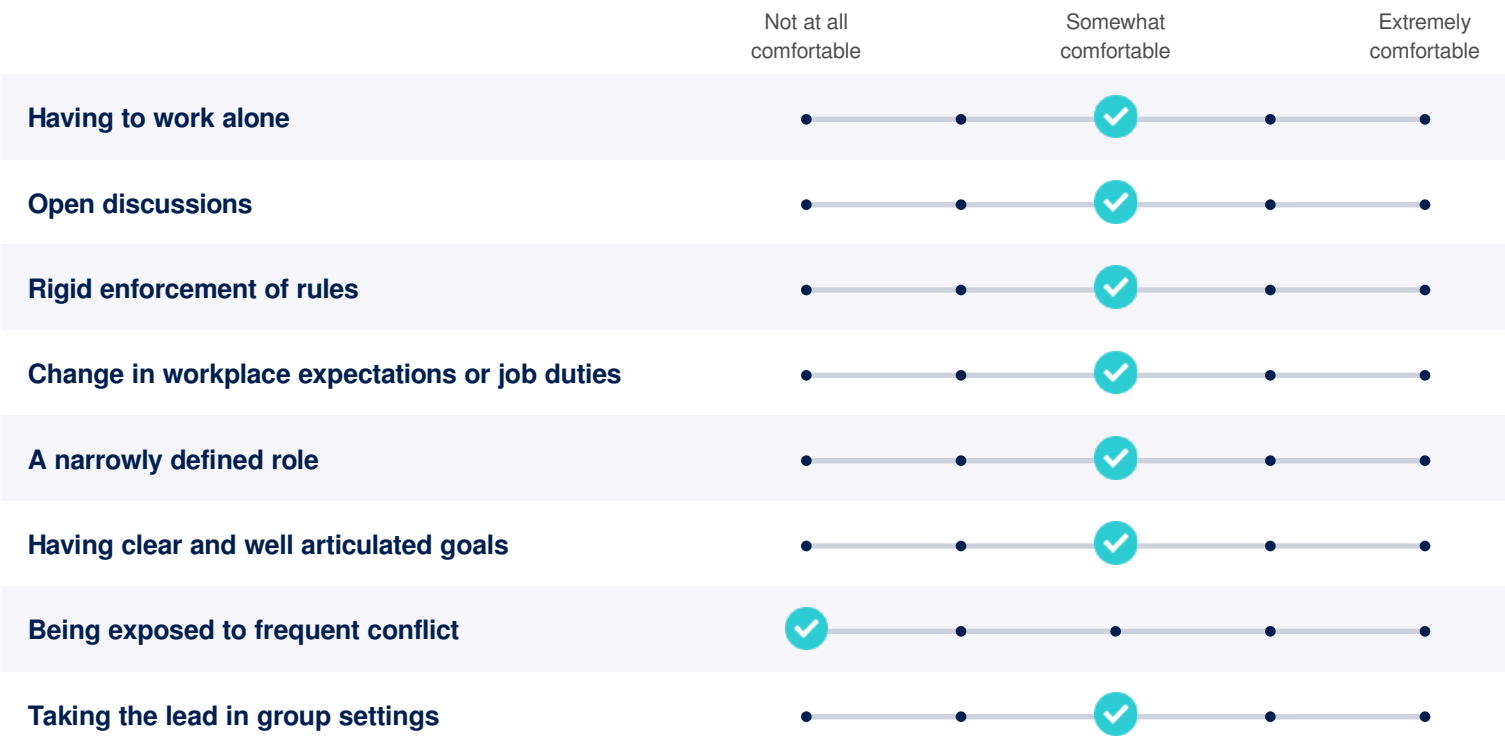 Not at all
comfortable
Somewhat
comfortable
Extremely
comfortable
Having to work alone
Open discussions
Rigid enforcement of rules
Change in workplace expectations or job duties
A narrowly defined role
Having clear and well articulated goals
Being exposed to frequent conflict
Taking the lead in group settings